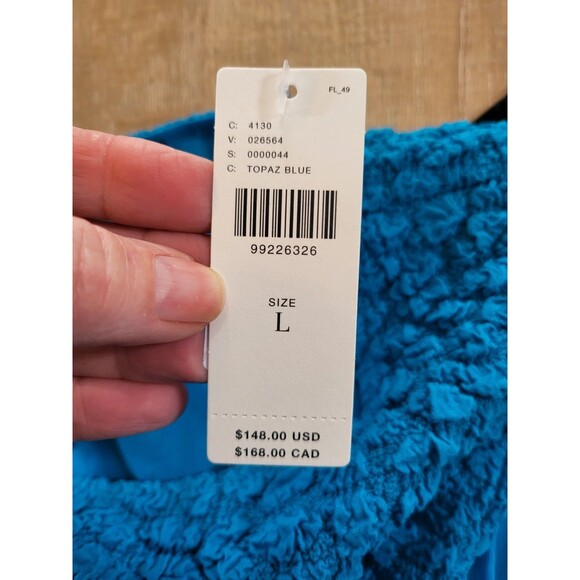 FL_49
C: 4130
V: 026564
S: 0000044
C: TOPAZ BLUE
99226326
SIZE
L
$148.00 USD
$168.00 CAD